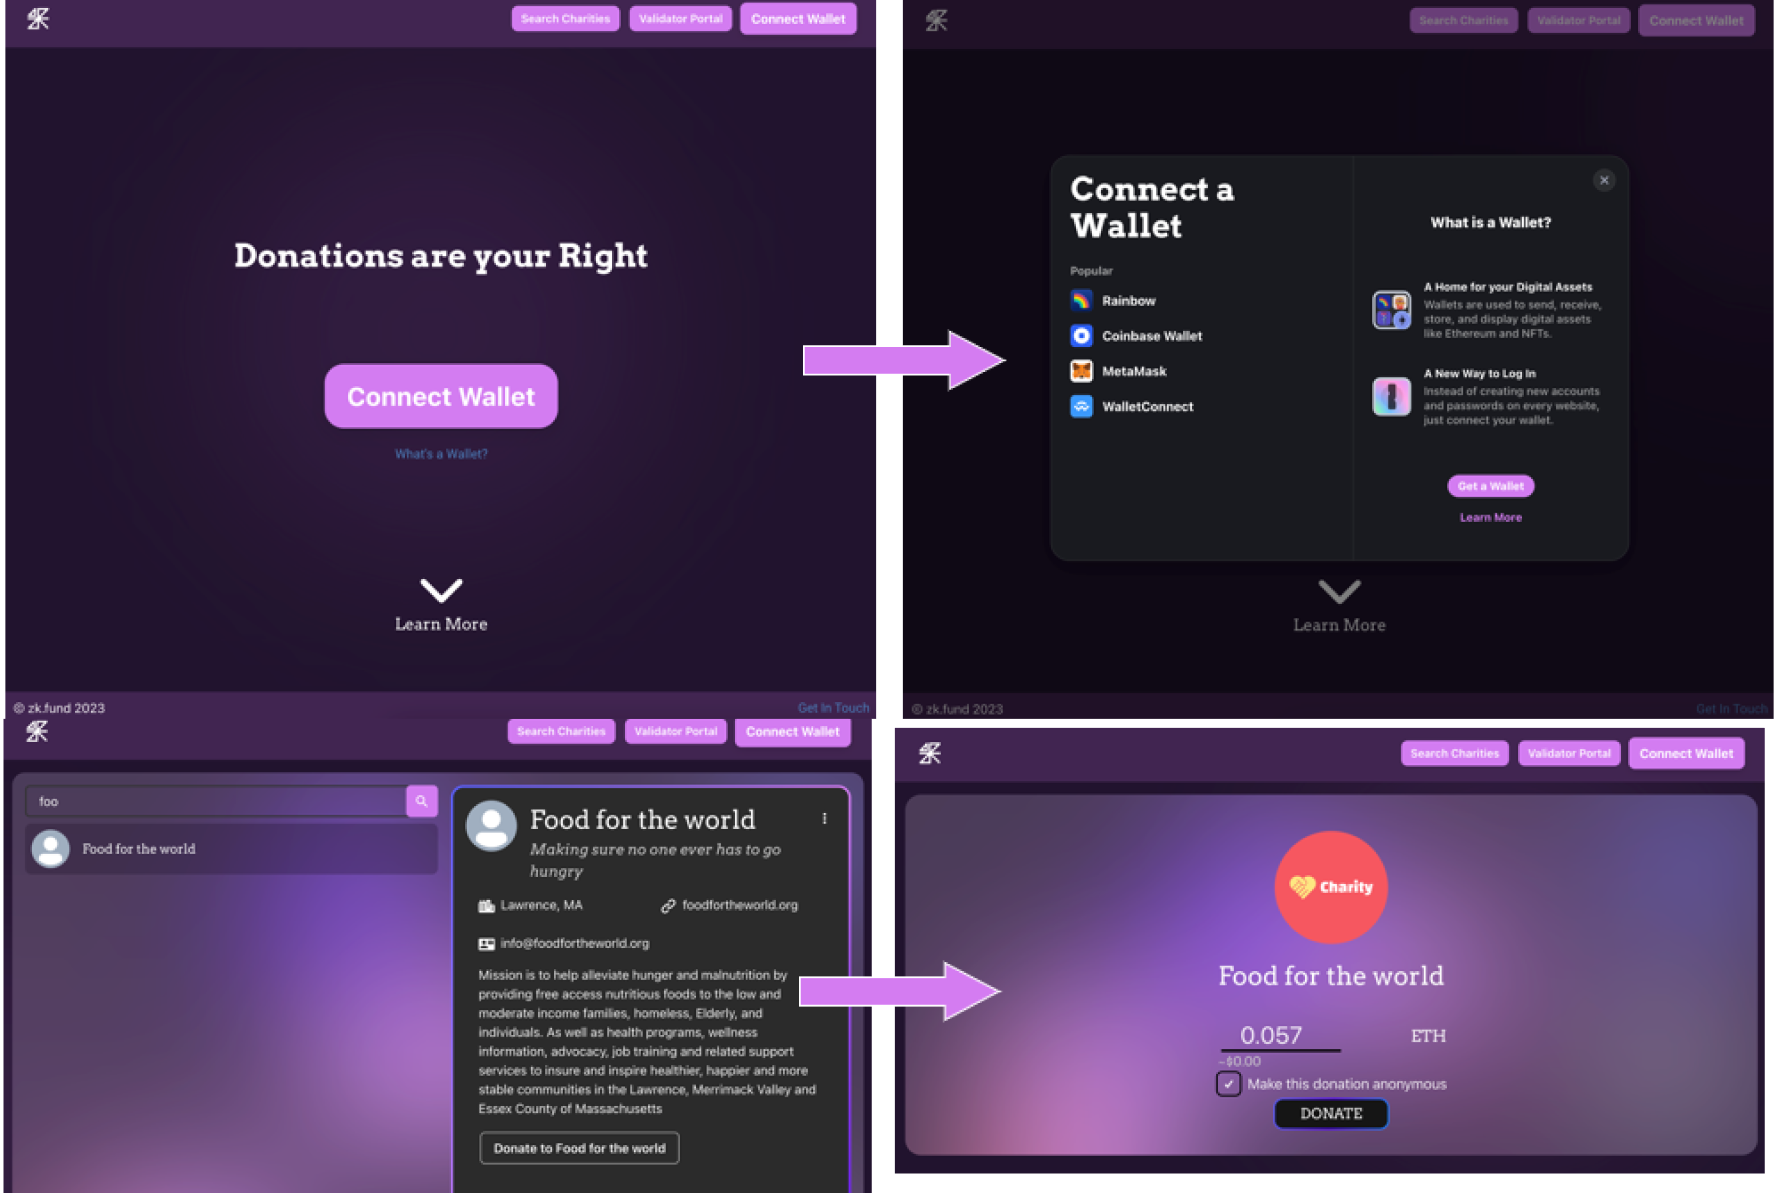 Search Charities
Validator Portal
Connect Wallet
Donations are your Right
Connect Wallet
What's a Wallet?
Learn More
© zk.fund 2023
Get In Touch
Search Charities
Validator Portal
Connect Wallet
Connect a
Wallet
Popular
Rainbow
Coinbase Wallet
MetaMask
WalletConnect
What is a Wallet?
A Home for your Digital Assets
Wallets are used to send, receive,
store, and display digital assets
like Ethereum and NFTs.
A New Way to Log In
Instead of creating new accounts
and passwords on every website,
just connect your wallet.
Get a Wallet
Learn More
Learn More
© zk.fund 2023
Get In Touch
Search Charities
Validator Portal
Connect Wallet
foo
Food for the world
Food for the world
Making sure no one ever has to go
hungry
Lawrence, MA
foodfortheworld.org
info@foodfortheworld.org
Mission is to help alleviate hunger and malnutrition by
providing free access nutritious foods to the low and
moderate income families, homeless, Elderly, and
individuals. As well as health programs, wellness
information, advocacy, job training and related support
services to insure and inspire healthier, happier and more
stable communities in the Lawrence, Merrimack Valley and
Essex County of Massachusetts
Donate to Food for the world
Search Charities
Validator Portal
Connect Wallet
Charity
Food for the world
0.057
ETH
~$0.00
Make this donation anonymous
DONATE